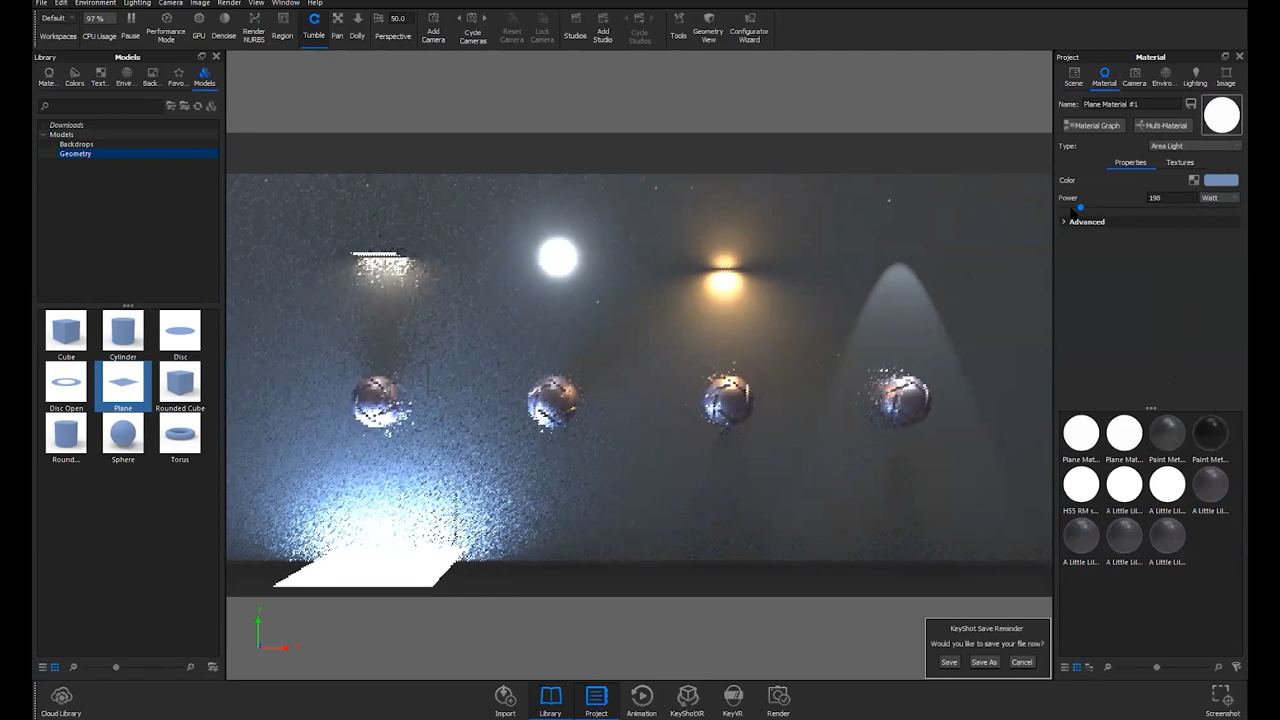 File Edit Environment Lighting Camera Image Render View Window Help
Default 97 % 50.0
Workspaces CPU Usage Pause Performance Mode GPU Denoise Render NURBS Region Tumble Pan Dolly Perspective Add Camera Cycle Cameras Reset Camera Lock Camera Studios Add Studio Cycle Studios Tools Geometry View Configurator Wizard
Library Models
Mate... Colors Text... Envir... Back... Favo... Models
Downloads
Models
Backdrops
Geometry
Cube Cylinder Disc
Disc Open Plane Rounded Cube
Round... Sphere Torus
Project Material
Scene Material Camera Enviro... Lighting Image
Name: Plane Material #1
Material Graph Multi-Material
Type: Area Light
Properties Textures
Color
Power 198 Watt
Advanced
Plane Mat... Plane Mat... Paint Met... Paint Met...
H55 RM s... A Little Lil... A Little Lil... A Little Lil...
A Little Lil... A Little Lil... A Little Lil...
KeyShot Save Reminder
Would you like to save your file now?
Save Save As Cancel
Cloud Library Import Library Project Animation KeyShotXR KeyVR Render Screenshot